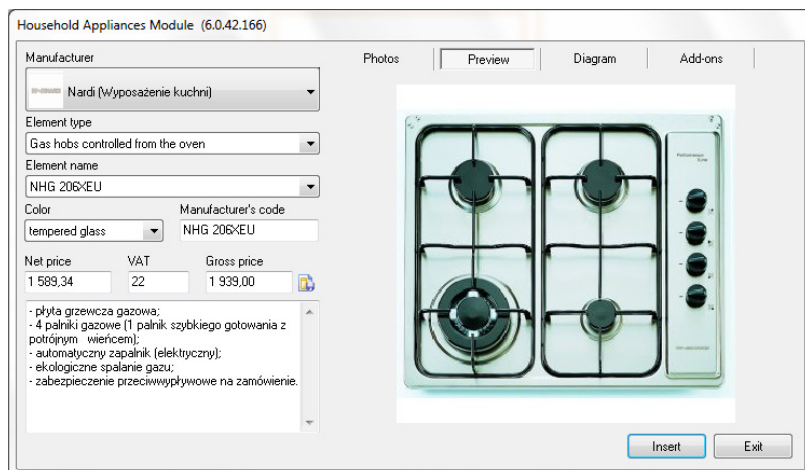 Household Appliances Module (6.0.42.166)
Manufacturer
Nardi (Wyposażenie kuchni)
Element type
Gas hobs controlled from the oven
Element name
NHG 206XEU
Color
Manufacturer's code
tempered glass
NHG 206XEU
Net price
VAT
Gross price
1 589,34
22
1 939,00
- płyta grzewcza gazowa;
- 4 palniki gazowe (1 palnik szybkiego gotowania z
potrójnym wieńcem);
- automatyczny zapalnik (elektryczny);
- ekologiczne spalanie gazu;
- zabezpieczenie przeciwwypływowe na zamówienie.
Photos
Preview
Diagram
Add-ons
Insert
Exit